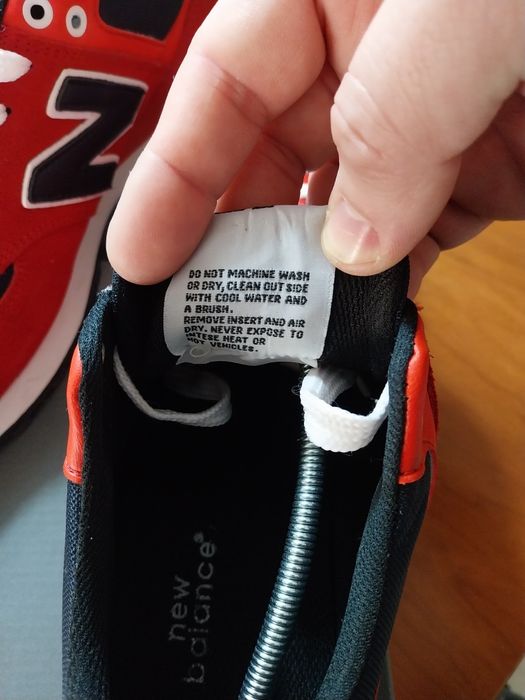 N
DO NOT MACHINE WASH
OR DRY, CLEAN OUT SIDE
WITH COOL WATER AND
A BRUSH.
REMOVE INSERT AND AIR
DRY. NEVER EXPOSE TO
INTESE HEAT OR
HOT VEHICLES.
new
balance®